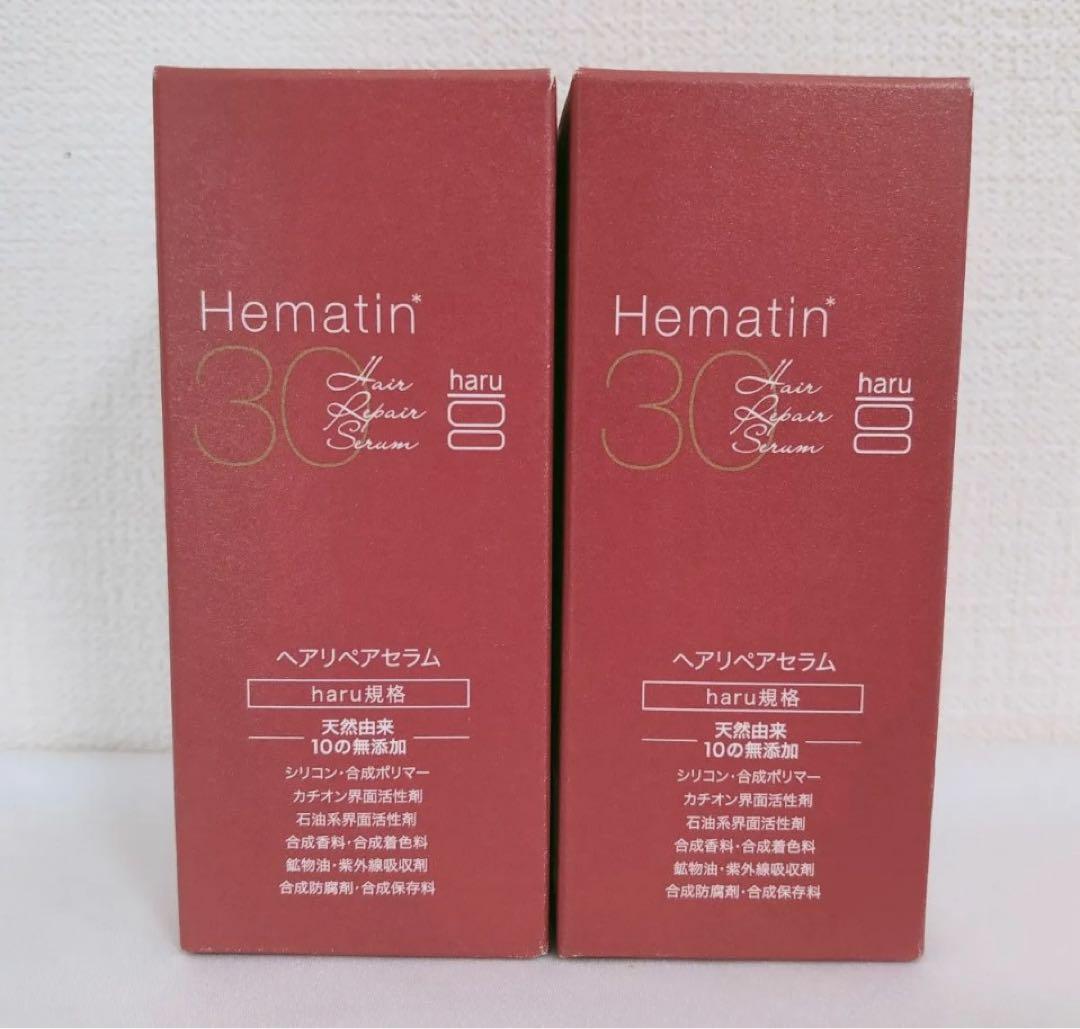 Hematin*
30
Hair
Repair
Serum
haru
ヘアリペアセラム
haru規格
天然由来
10の無添加
シリコン・合成ポリマー
カチオン界面活性剤
石油系界面活性剤
合成香料・合成着色料
鉱物油・紫外線吸収剤
合成防腐剤・合成保存料
Hematin*
30
Hair
Repair
Serum
haru
ヘアリペアセラム
haru規格
天然由来
10の無添加
シリコン・合成ポリマー
カチオン界面活性剤
石油系界面活性剤
合成香料・合成着色料
鉱物油・紫外線吸収剤
合成防腐剤・合成保存料